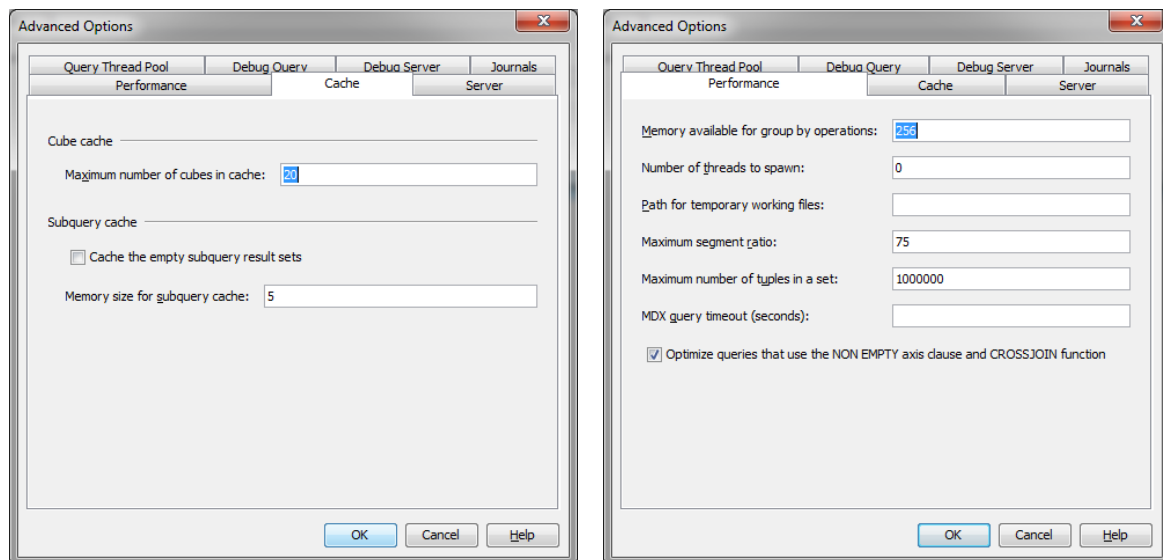 Advanced Options
Query Thread Pool Debug Query Debug Server Journals
Performance Cache Server
Cube cache
Maximum number of cubes in cache: 20
Subquery cache
Cache the empty subquery result sets
Memory size for subquery cache: 5
OK Cancel Help
Advanced Options
Query Thread Pool Debug Query Debug Server Journals
Performance Cache Server
Memory available for group by operations: 256
Number of threads to spawn: 0
Path for temporary working files:
Maximum segment ratio: 75
Maximum number of tuples in a set: 1000000
MDX query timeout (seconds):
Optimize queries that use the NON EMPTY axis clause and CROSSJOIN function
OK Cancel Help